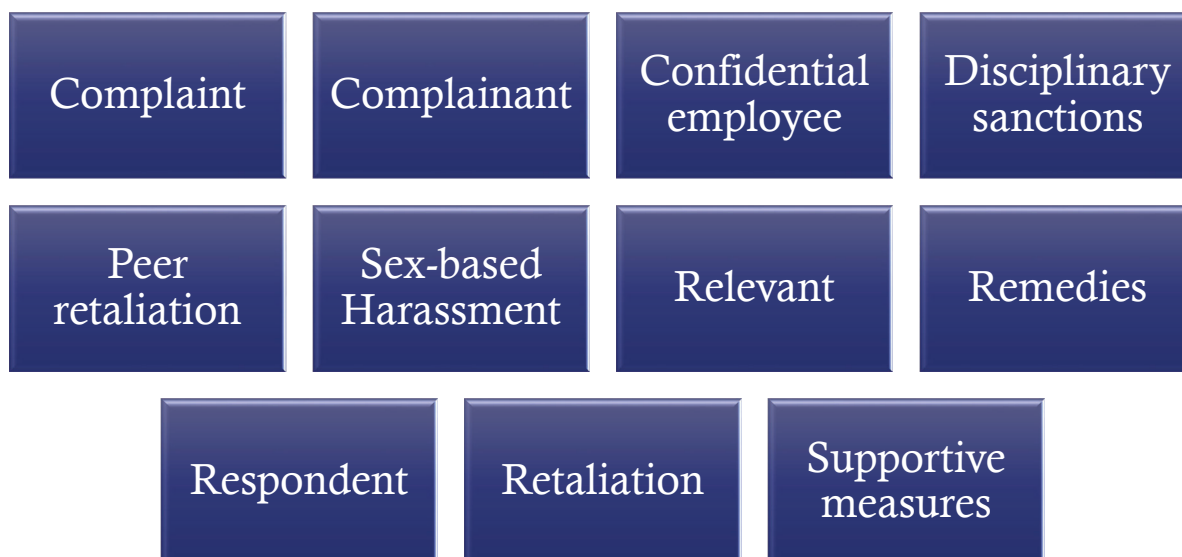 Complaint
Complainant
Confidential
employee
Disciplinary
sanctions
Peer
retaliation
Sex-based
Harassment
Relevant
Remedies
Respondent
Retaliation
Supportive
measures